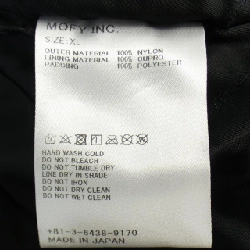 MOFY INC.
SIZE:X
OUTER MATERIAL 100% NYLON
LINING MATERIAL 100% CUPRO
PADDING 100% POLYESTER
HAND WASH COLD
DO NOT BLEACH
DO NOT TUMBLE DRY
LINE DRY IN SHADE
DO NOT IRON
DO NOT DRY CLEAN
DO NOT WET CLEAN
+81-3-6438-9170
MADE IN JAPAN